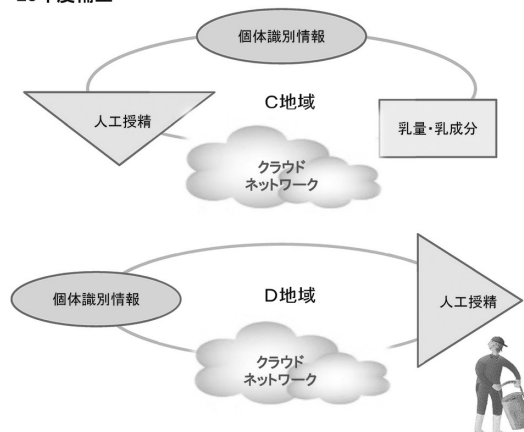 個体識別情報
C地域
人工授精
乳量・乳成分
クラウド
ネットワーク
個体識別情報
D地域
人工授精
クラウド
ネットワーク